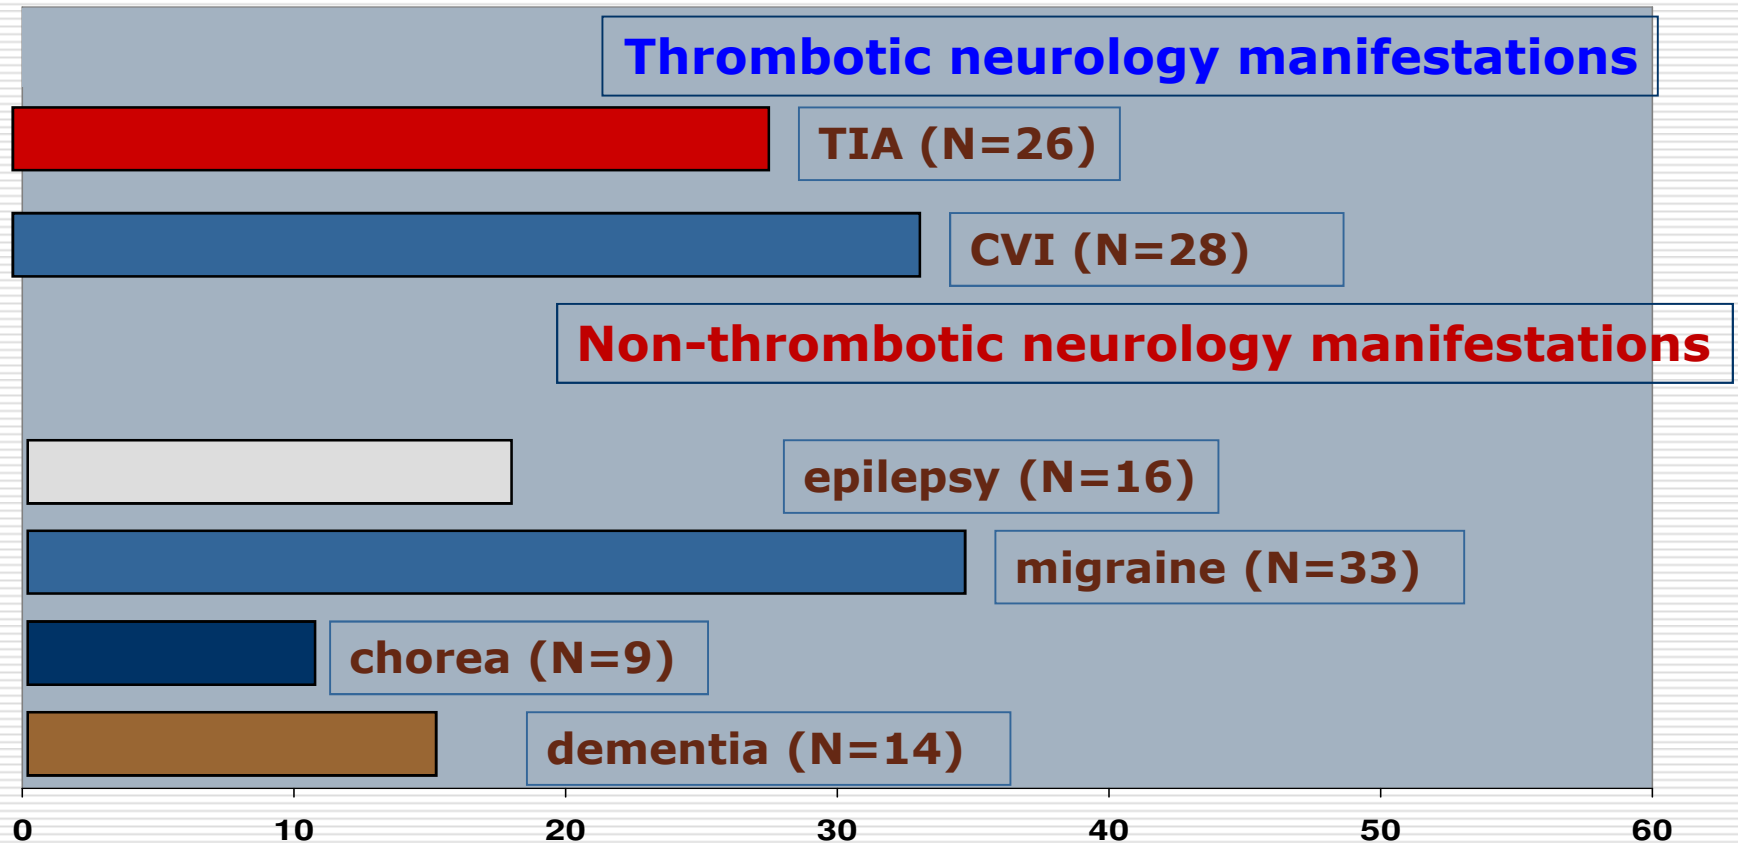 Thrombotic neurology manifestations
TIA (N=26)
CVI (N=28)
Non-thrombotic neurology manifestations
epilepsy (N=16)
migraine (N=33)
chorea (N=9)
dementia (N=14)
0 10 20 30 40 50 60